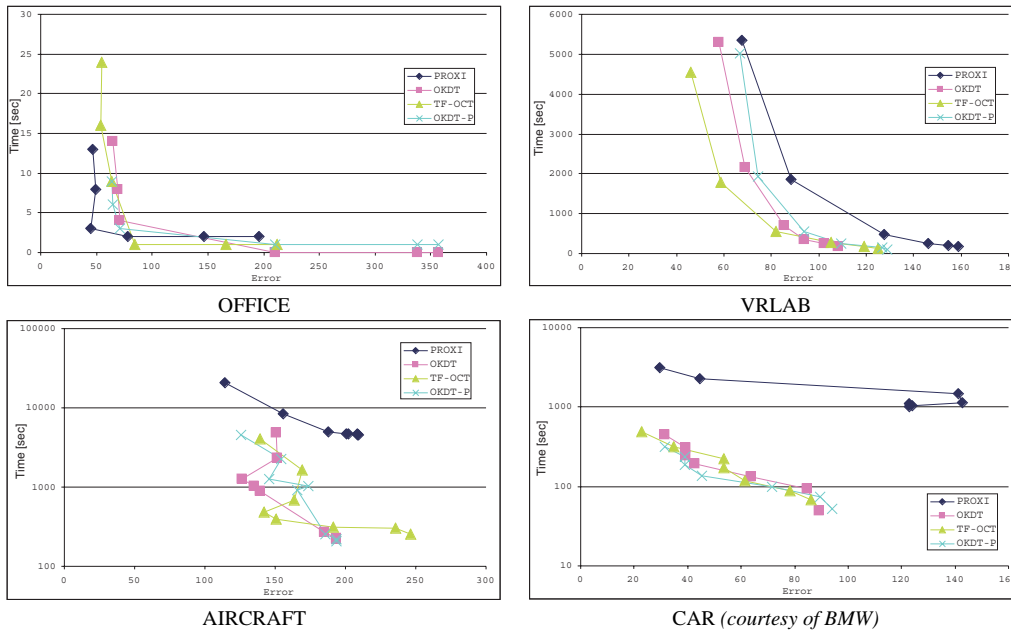 30
25
20
15
10
5
0
Time [sec]
0 50 100 150 200 250 300 350 400
Error
PROXI
OKDT
TF-OCT
OKDT-P
OFFICE
6000
5000
4000
3000
2000
1000
0
Time [sec]
20 40 60 80 100 120 140 160 180
Error
PROXI
OKDT
TF-OCT
OKDT-P
VRLAB
100000
10000
1000
100
Time [sec]
0 50 100 150 200 250 300
Error
PROXI
OKDT
TF-OCT
OKDT-P
AIRCRAFT
10000
1000
100
10
Time [sec]
0 20 40 60 80 100 120 140 160
Error
PROXI
OKDT
TF-OCT
OKDT-P
CAR (courtesy of BMW)